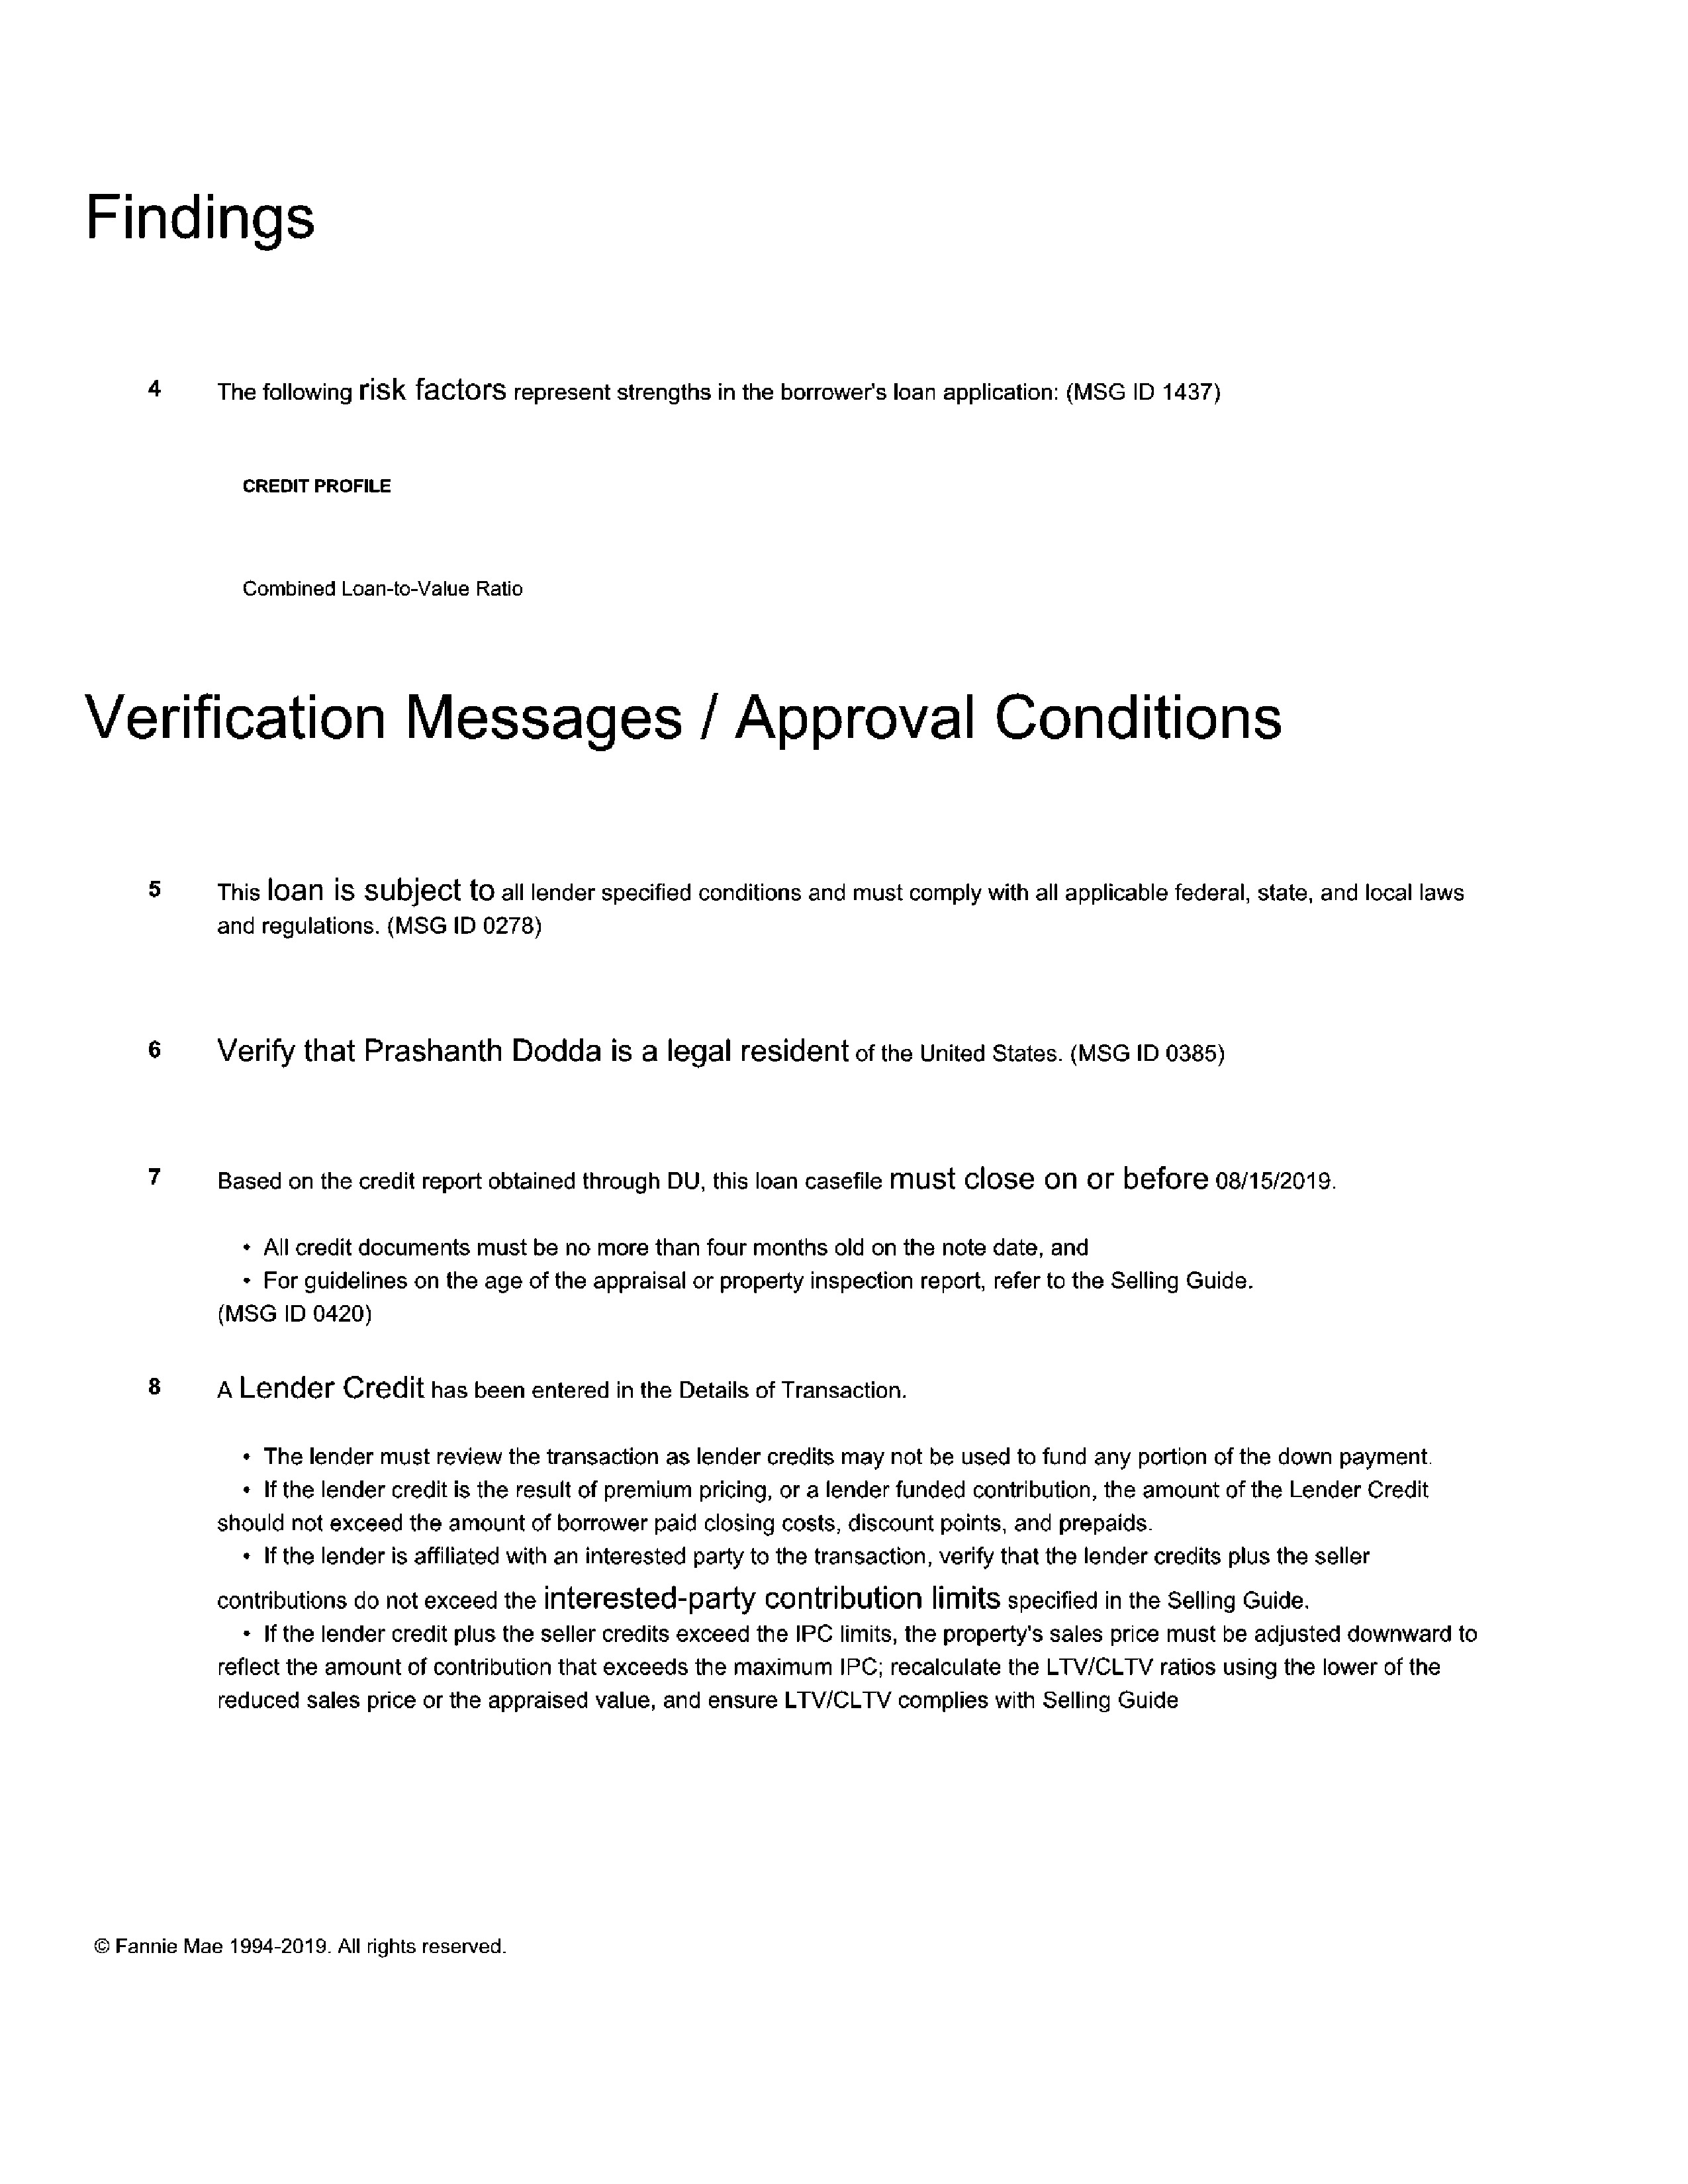 Findings
4 The following risk factors represent strengths in the borrower's loan application: (MSG ID 1437)
CREDIT PROFILE
Combined Loan-to-Value Ratio
Verification Messages / Approval Conditions
5 This loan is subject to all lender specified conditions and must comply with all applicable federal, state, and local laws
and regulations. (MSG ID 0278)
6 Verify that Prashanth Dodda is a legal resident of the United States. (MSG ID 0385)
7 Based on the credit report obtained through DU, this loan casefile must close on or before 08/15/2019.
• All credit documents must be no more than four months old on the note date, and
• For guidelines on the age of the appraisal or property inspection report, refer to the Selling Guide.
(MSG ID 0420)
8 A Lender Credit has been entered in the Details of Transaction.
• The lender must review the transaction as lender credits may not be used to fund any portion of the down payment.
• If the lender credit is the result of premium pricing, or a lender funded contribution, the amount of the Lender Credit
should not exceed the amount of borrower paid closing costs, discount points, and prepaids.
• If the lender is affiliated with an interested party to the transaction, verify that the lender credits plus the seller
contributions do not exceed the interested-party contribution limits specified in the Selling Guide.
• If the lender credit plus the seller credits exceed the IPC limits, the property's sales price must be adjusted downward to
reflect the amount of contribution that exceeds the maximum IPC; recalculate the LTV/CLTV ratios using the lower of the
reduced sales price or the appraised value, and ensure LTV/CLTV complies with Selling Guide
© Fannie Mae 1994-2019. All rights reserved.